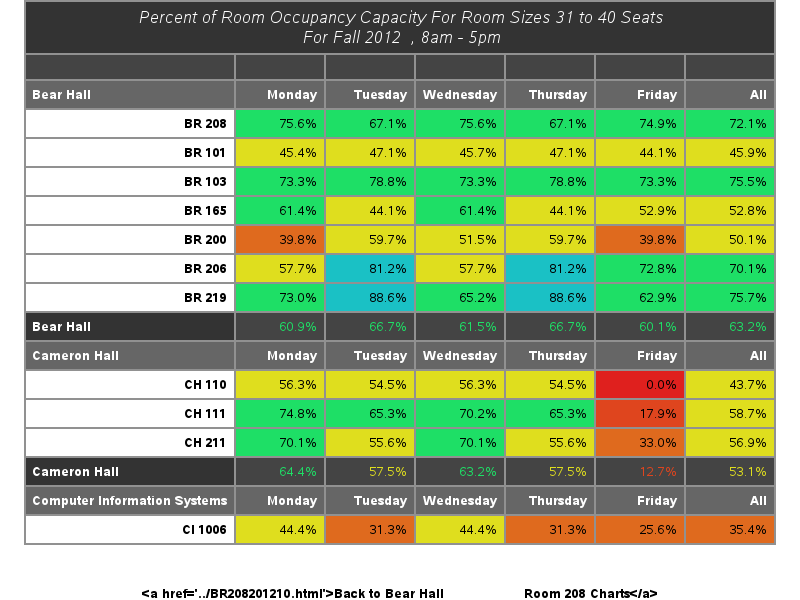 Percent of Room Occupancy Capacity For Room Sizes 31 to 40 Seats
For Fall 2012 , 8am - 5pm
Bear Hall Monday Tuesday Wednesday Thursday Friday All
BR 208 75.6% 67.1% 75.6% 67.1% 74.9% 72.1%
BR 101 45.4% 47.1% 45.7% 47.1% 44.1% 45.9%
BR 103 73.3% 78.8% 73.3% 78.8% 73.3% 75.5%
BR 165 61.4% 44.1% 61.4% 44.1% 52.9% 52.8%
BR 200 39.8% 59.7% 51.5% 59.7% 39.8% 50.1%
BR 206 57.7% 81.2% 57.7% 81.2% 72.8% 70.1%
BR 219 73.0% 88.6% 65.2% 88.6% 62.9% 75.7%
Bear Hall 60.9% 66.7% 61.5% 66.7% 60.1% 63.2%
Cameron Hall Monday Tuesday Wednesday Thursday Friday All
CH 110 56.3% 54.5% 56.3% 54.5% 0.0% 43.7%
CH 111 74.8% 65.3% 70.2% 65.3% 17.9% 58.7%
CH 211 70.1% 55.6% 70.1% 55.6% 33.0% 56.9%
Cameron Hall 64.4% 57.5% 63.2% 57.5% 12.7% 53.1%
Computer Information Systems Monday Tuesday Wednesday Thursday Friday All
CI 1006 44.4% 31.3% 44.4% 31.3% 25.6% 35.4%
<a href='../BR208201210.html'>Back to Bear Hall Room 208 Charts</a>